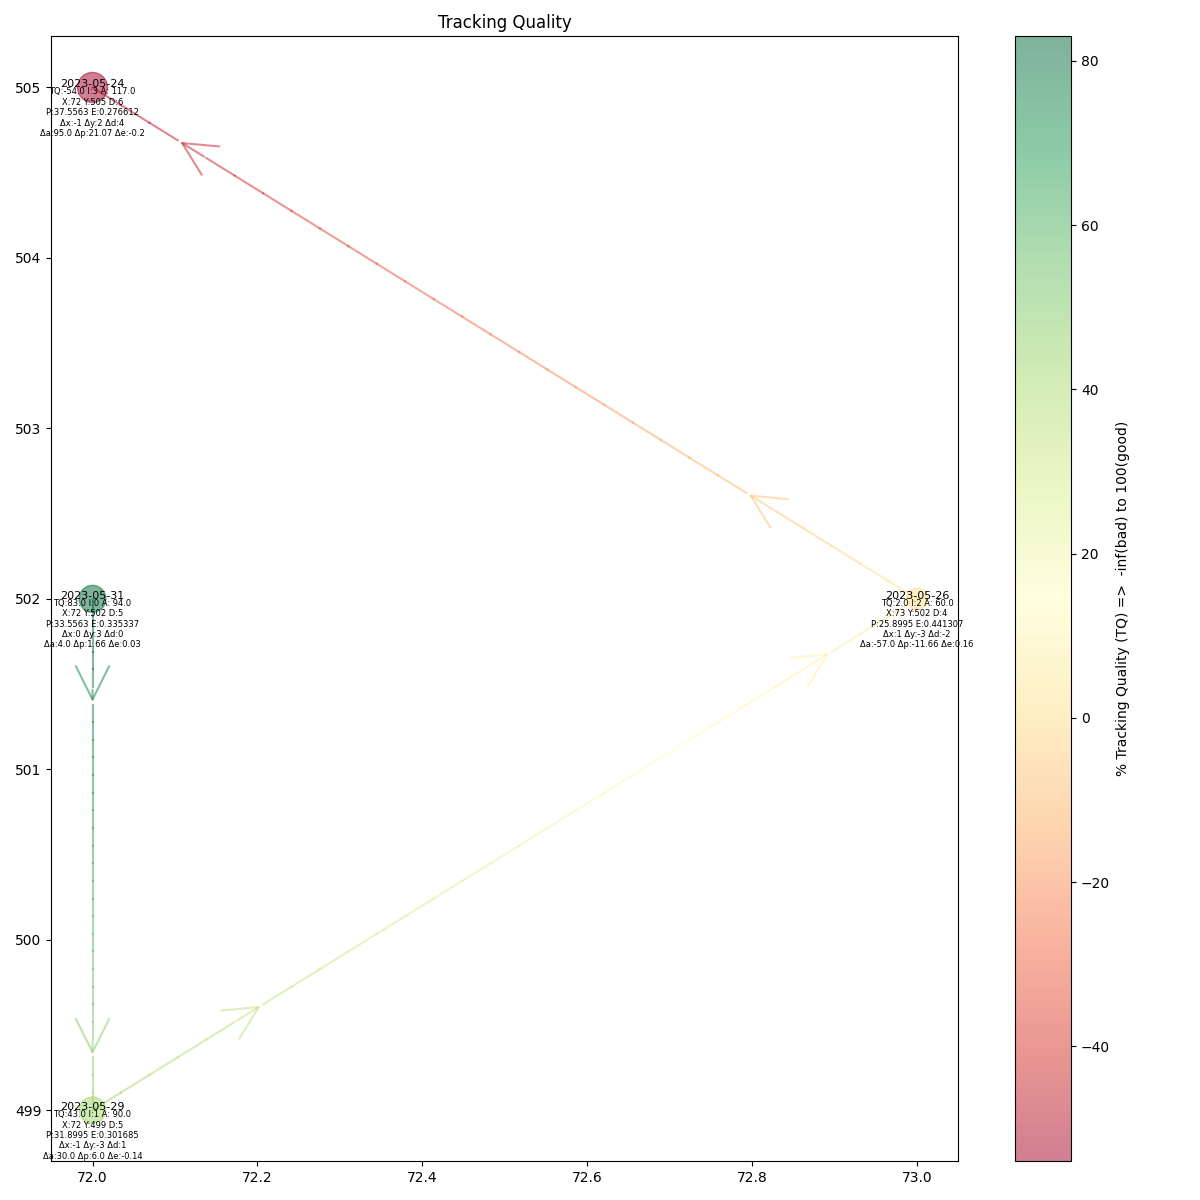 Tracking Quality
505
504
503
502
501
500
499
2023-05-24
TQ:-54.0 I:3 A: 117.0
X:72 Y:505 D:6
P:37.5563 E:0.276612
Δx:-1 Δy:2 Δd:4
Δa:95.0 Δp:21.07 Δe:-0.2
2023-05-31
TQ:83.0 I:0 A: 94.0
X:72 Y:502 D:5
P:33.5563 E:0.335337
Δx:0 Δy:3 Δd:0
Δa:4.0 Δp:1.66 Δe:0.03
2023-05-26
TQ:2.0 I:2 A: 60.0
X:73 Y:502 D:4
P:25.8995 E:0.441307
Δx:1 Δy:-3 Δd:-2
Δa:-57.0 Δp:-11.66 Δe:0.16
2023-05-29
TQ:43.0 I:1 A: 90.0
X:72 Y:499 D:5
P:31.8995 E:0.301685
Δx:-1 Δy:-3 Δd:1
Δa:30.0 Δp:6.0 Δe:-0.14
72.0 72.2 72.4 72.6 72.8 73.0
80
60
40
20
0
−20
−40
% Tracking Quality (TQ) => -inf(bad) to 100(good)